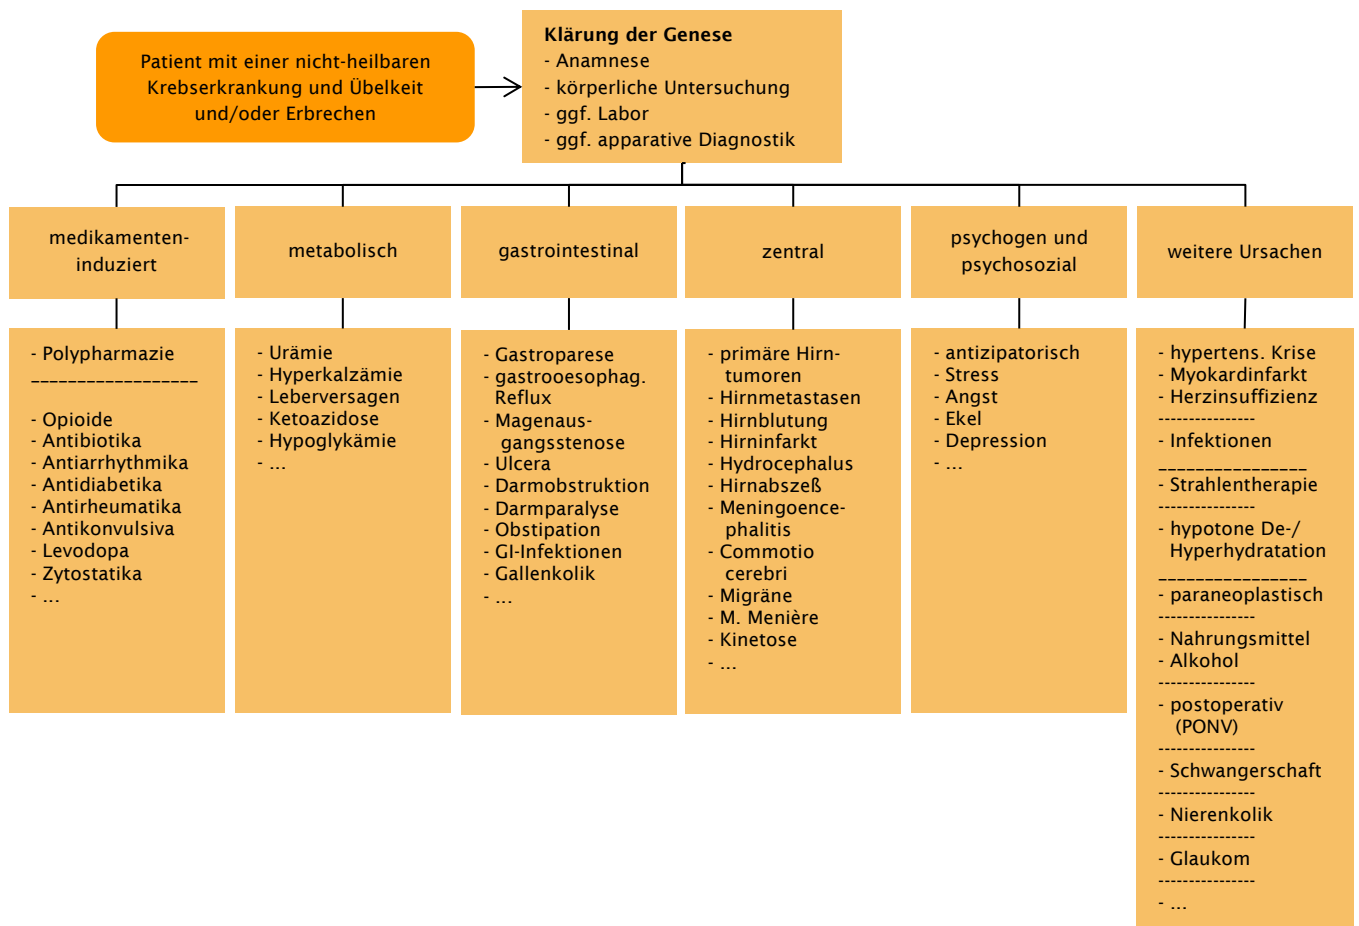 Patient mit einer nicht-heilbaren
Krebserkrankung und Übelkeit
und/oder Erbrechen
Klärung der Genese
- Anamnese
- körperliche Untersuchung
- ggf. Labor
- ggf. apparative Diagnostik
medikamenten-
induziert
metabolisch
gastrointestinal
zentral
psychogen und
psychosozial
weitere Ursachen
- Polypharmazie
__________________
- Opioide
- Antibiotika
- Antiarrhythmika
- Antidiabetika
- Antirheumatika
- Antikonvulsiva
- Levodopa
- Zytostatika
- ...
- Urämie
- Hyperkalzämie
- Leberversagen
- Ketoazidose
- Hypoglykämie
- ...
- Gastroparese
- gastrooesophag.
Reflux
- Magenaus-
gangsstenose
- Ulcera
- Darmobstruktion
- Darmparalyse
- Obstipation
- GI-Infektionen
- Gallenkolik
- ...
- primäre Hirn-
tumoren
- Hirnmetastasen
- Hirnblutung
- Hirninfarkt
- Hydrocephalus
- Hirnabszeß
- Meningoence-
phalitis
- Commotio
cerebri
- Migräne
- M. Menière
- Kinetose
- ...
- antizipatorisch
- Stress
- Angst
- Ekel
- Depression
- ...
- hypertens. Krise
- Myokardinfarkt
- Herzinsuffizienz
----------------
- Infektionen
________________
- Strahlentherapie
----------------
- hypotone De-/
Hyperhydratation
________________
- paraneoplastisch
----------------
- Nahrungsmittel
- Alkohol
----------------
- postoperativ
(PONV)
----------------
- Schwangerschaft
----------------
- Nierenkolik
----------------
- Glaukom
----------------
- ...